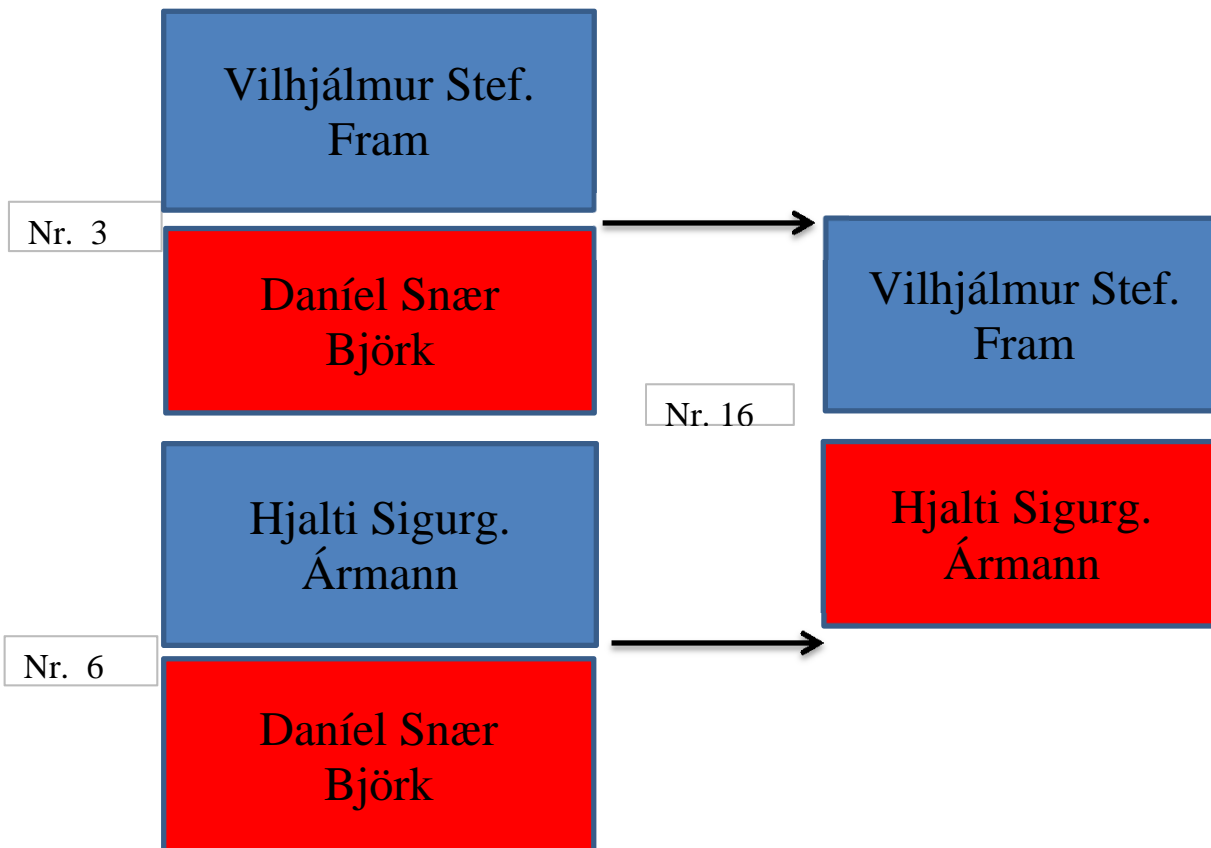 Vilhjálmur Stef.
Fram
Nr. 3
Daníel Snær
Björk
Vilhjálmur Stef.
Fram
Nr. 16
Hjalti Sigurg.
Ármann
Hjalti Sigurg.
Ármann
Nr. 6
Daníel Snær
Björk